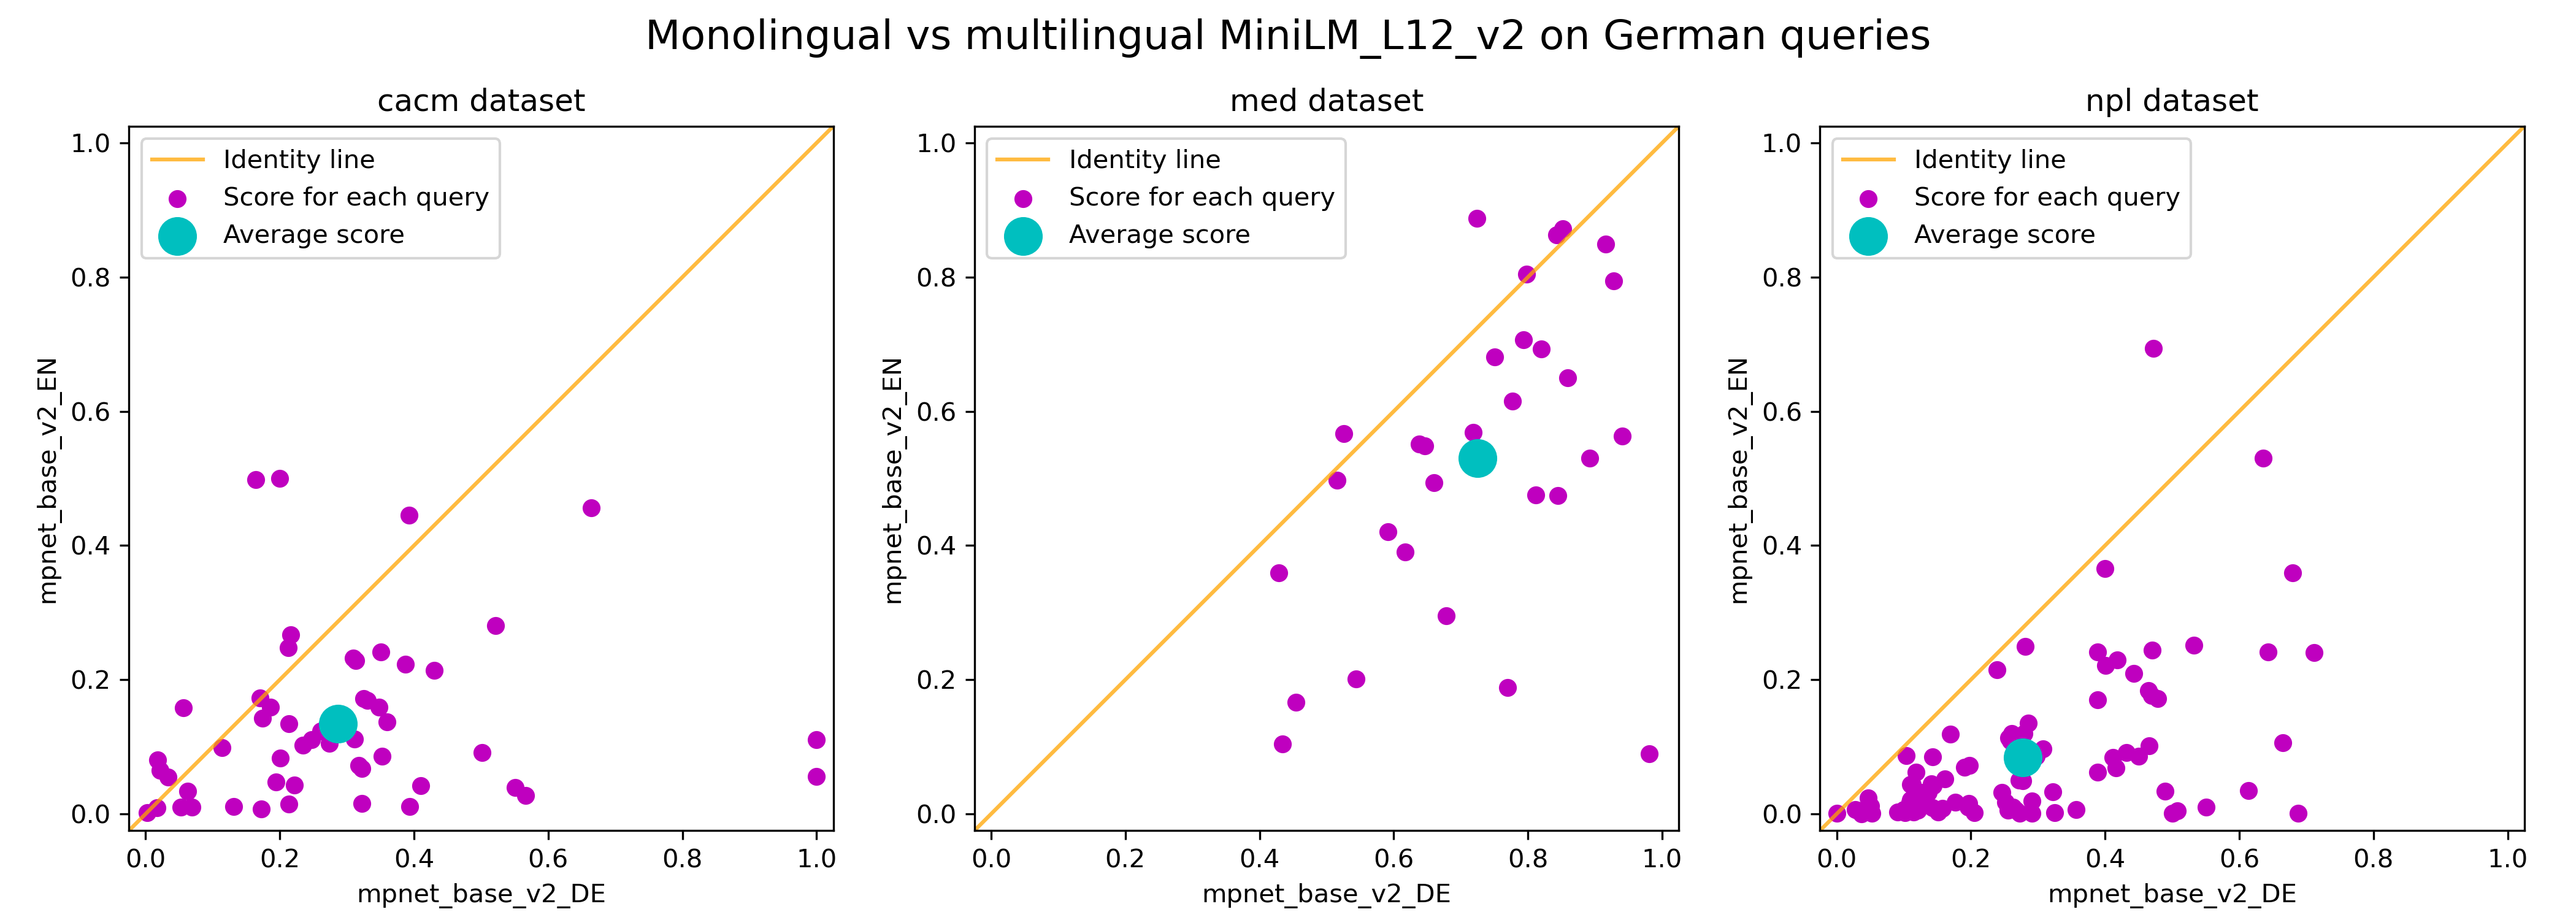 Monolingual vs multilingual MiniLM_L12_v2 on German queries
cacm dataset
1.0
0.8
0.6
0.4
0.2
0.0
mpnet_base_v2_EN
Identity line
Score for each query
Average score
0.0 0.2 0.4 0.6 0.8 1.0
mpnet_base_v2_DE
med dataset
1.0
0.8
0.6
0.4
0.2
0.0
mpnet_base_v2_EN
Identity line
Score for each query
Average score
0.0 0.2 0.4 0.6 0.8 1.0
mpnet_base_v2_DE
npl dataset
1.0
0.8
0.6
0.4
0.2
0.0
mpnet_base_v2_EN
Identity line
Score for each query
Average score
0.0 0.2 0.4 0.6 0.8 1.0
mpnet_base_v2_DE